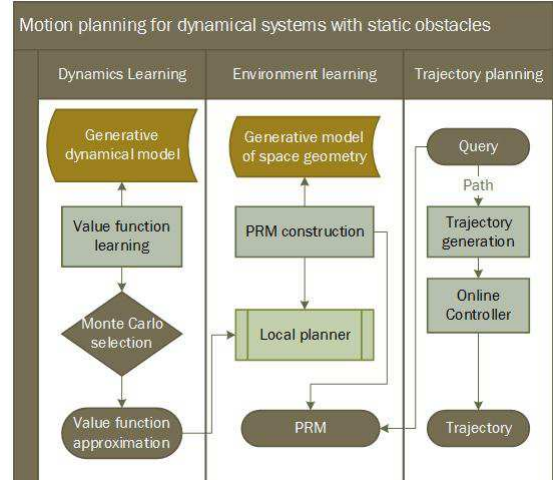 Motion planning for dynamical systems with static obstacles
Dynamics Learning
Environment learning
Trajectory planning
Generative
dynamical model
Value function
learning
Monte Carlo
selection
Value function
approximation
Generative model
of space geometry
PRM construction
Local planner
PRM
Query
Path
Trajectory
generation
Online
Controller
Trajectory